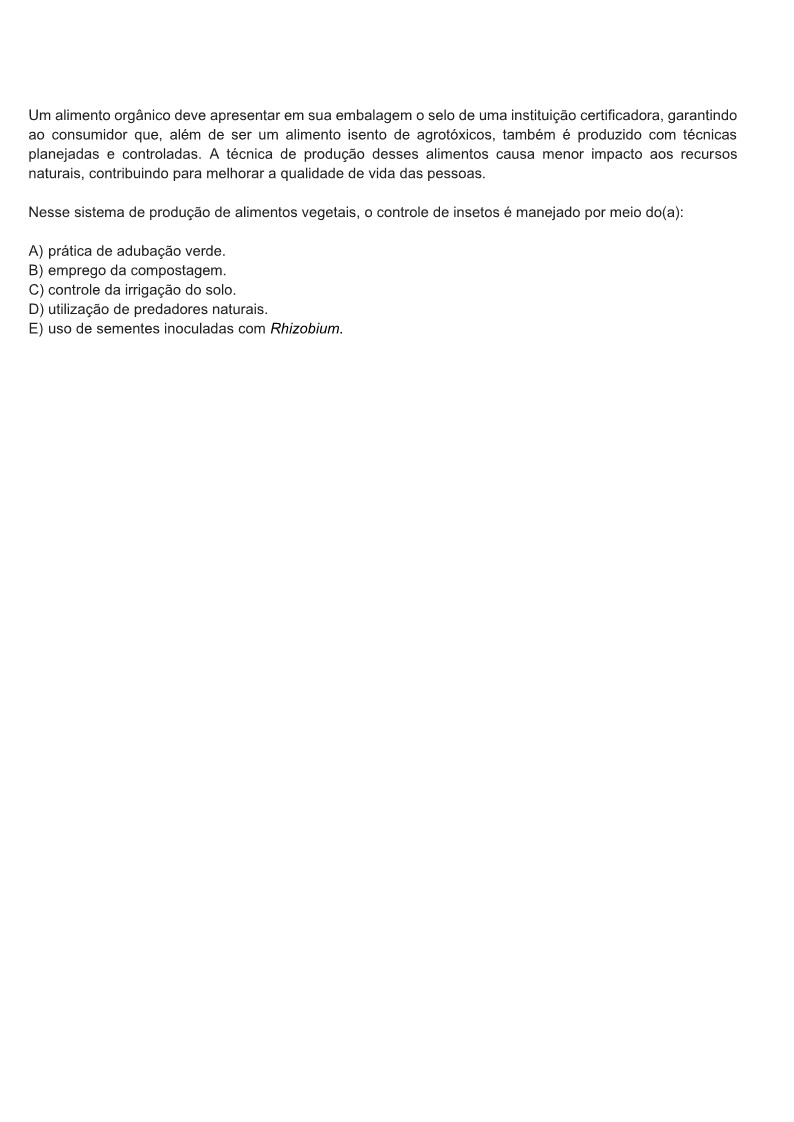 Um alimento orgânico deve apresentar em sua embalagem o selo de uma instituição certificadora, garantindo
ao consumidor que, além de ser um alimento isento de agrotóxicos, também é produzido com técnicas
planejadas e controladas. A técnica de produção desses alimentos causa menor impacto aos recursos
naturais, contribuindo para melhorar a qualidade de vida das pessoas.
Nesse sistema de produção de alimentos vegetais, o controle de insetos é manejado por meio do(a):
A) prática de adubação verde.
B) emprego da compostagem.
C) controle da irrigação do solo.
D) utilização de predadores naturais.
E) uso de sementes inoculadas com Rhizobium.